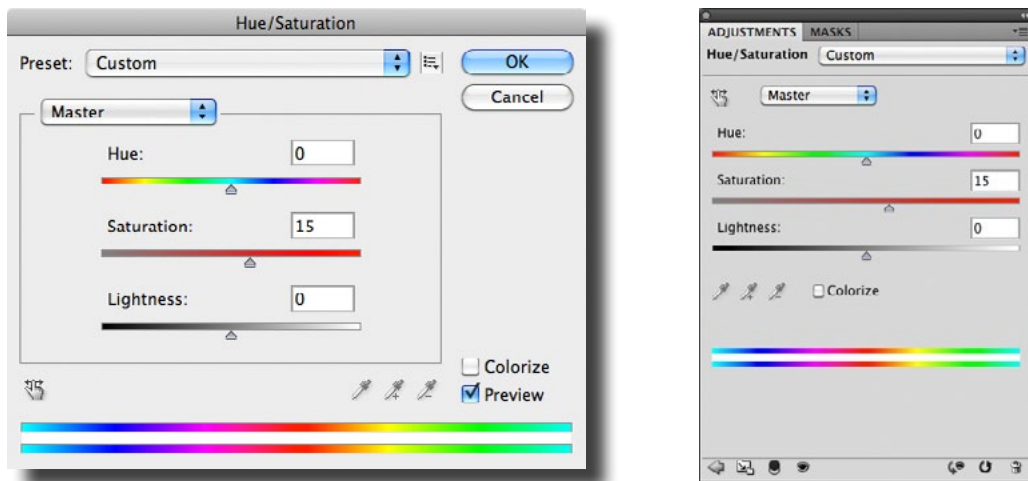 Hue/Saturation
Preset: Custom
OK
Cancel
Master
Hue: 0
Saturation: 15
Lightness: 0
Colorize
Preview
ADJUSTMENTS MASKS
Hue/Saturation Custom
Master
Hue: 0
Saturation: 15
Lightness: 0
Colorize